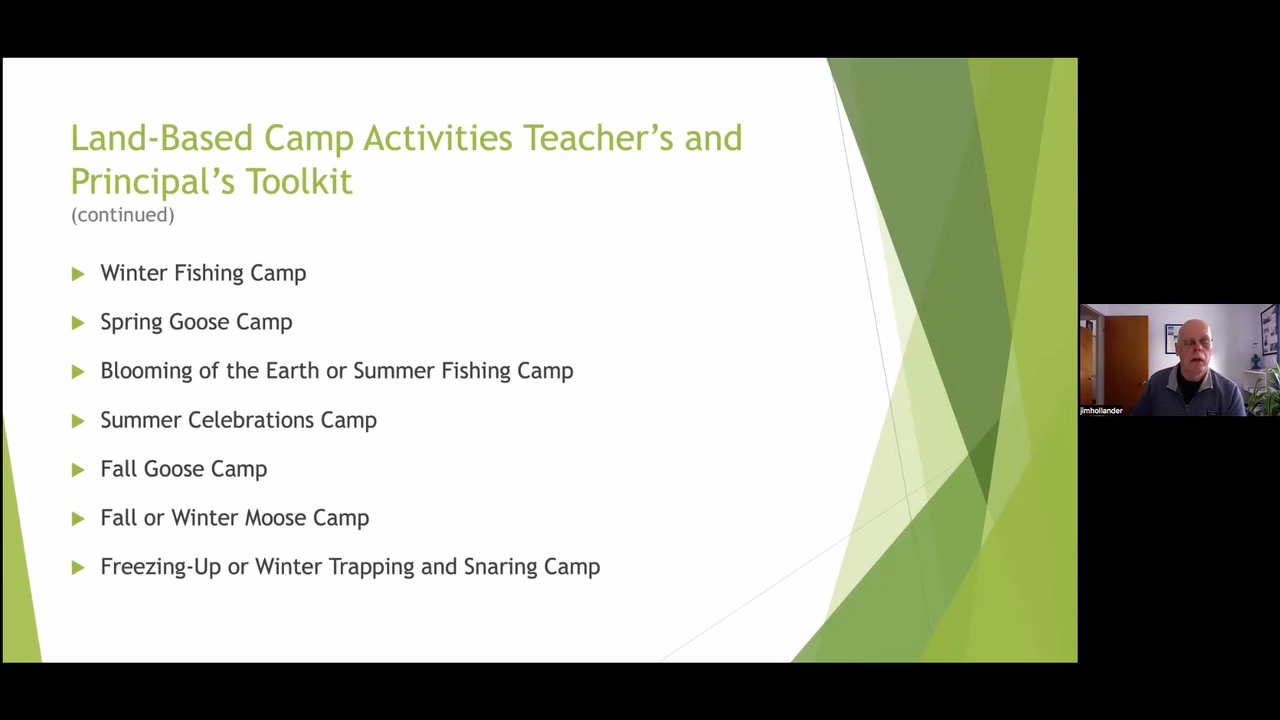 Land-Based Camp Activities Teacher’s and
Principal’s Toolkit
(continued)
Winter Fishing Camp
Spring Goose Camp
Blooming of the Earth or Summer Fishing Camp
Summer Celebrations Camp
Fall Goose Camp
Fall or Winter Moose Camp
Freezing-Up or Winter Trapping and Snaring Camp
jimhollander